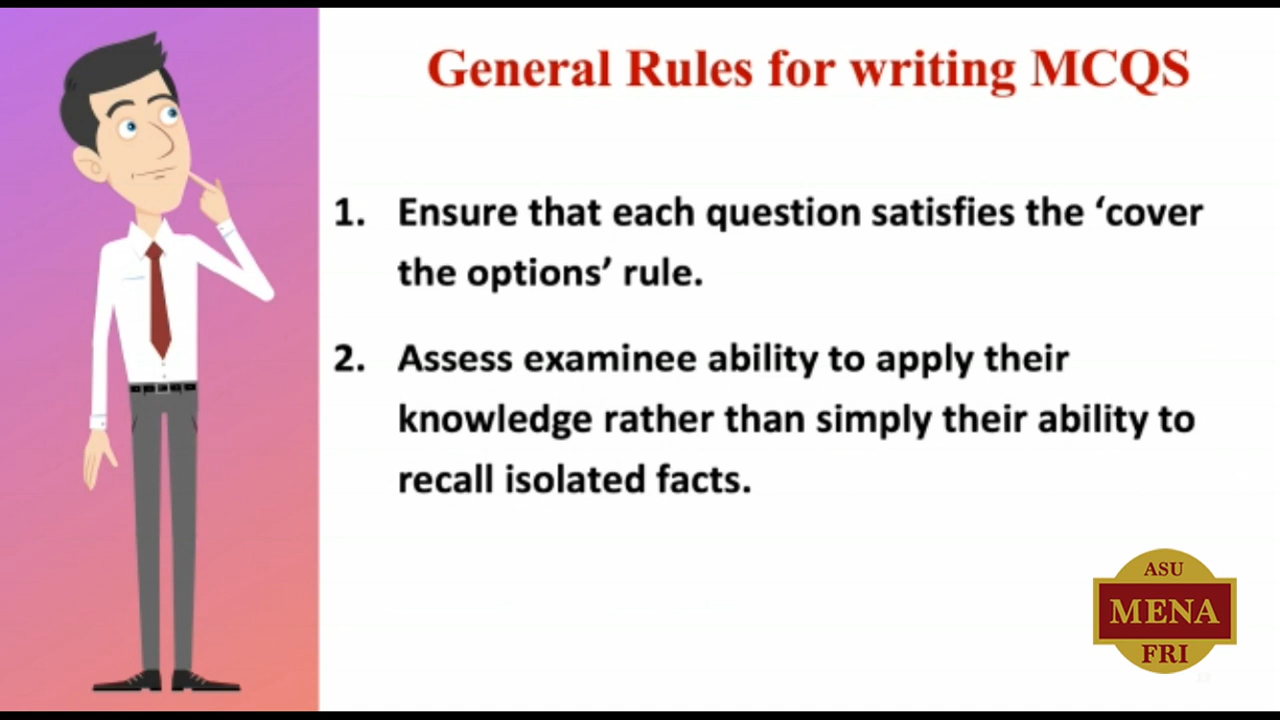 General Rules for writing MCQS
1. Ensure that each question satisfies the ‘cover
the options’ rule.
2. Assess examinee ability to apply their
knowledge rather than simply their ability to
recall isolated facts.
ASU
MENA
FRI